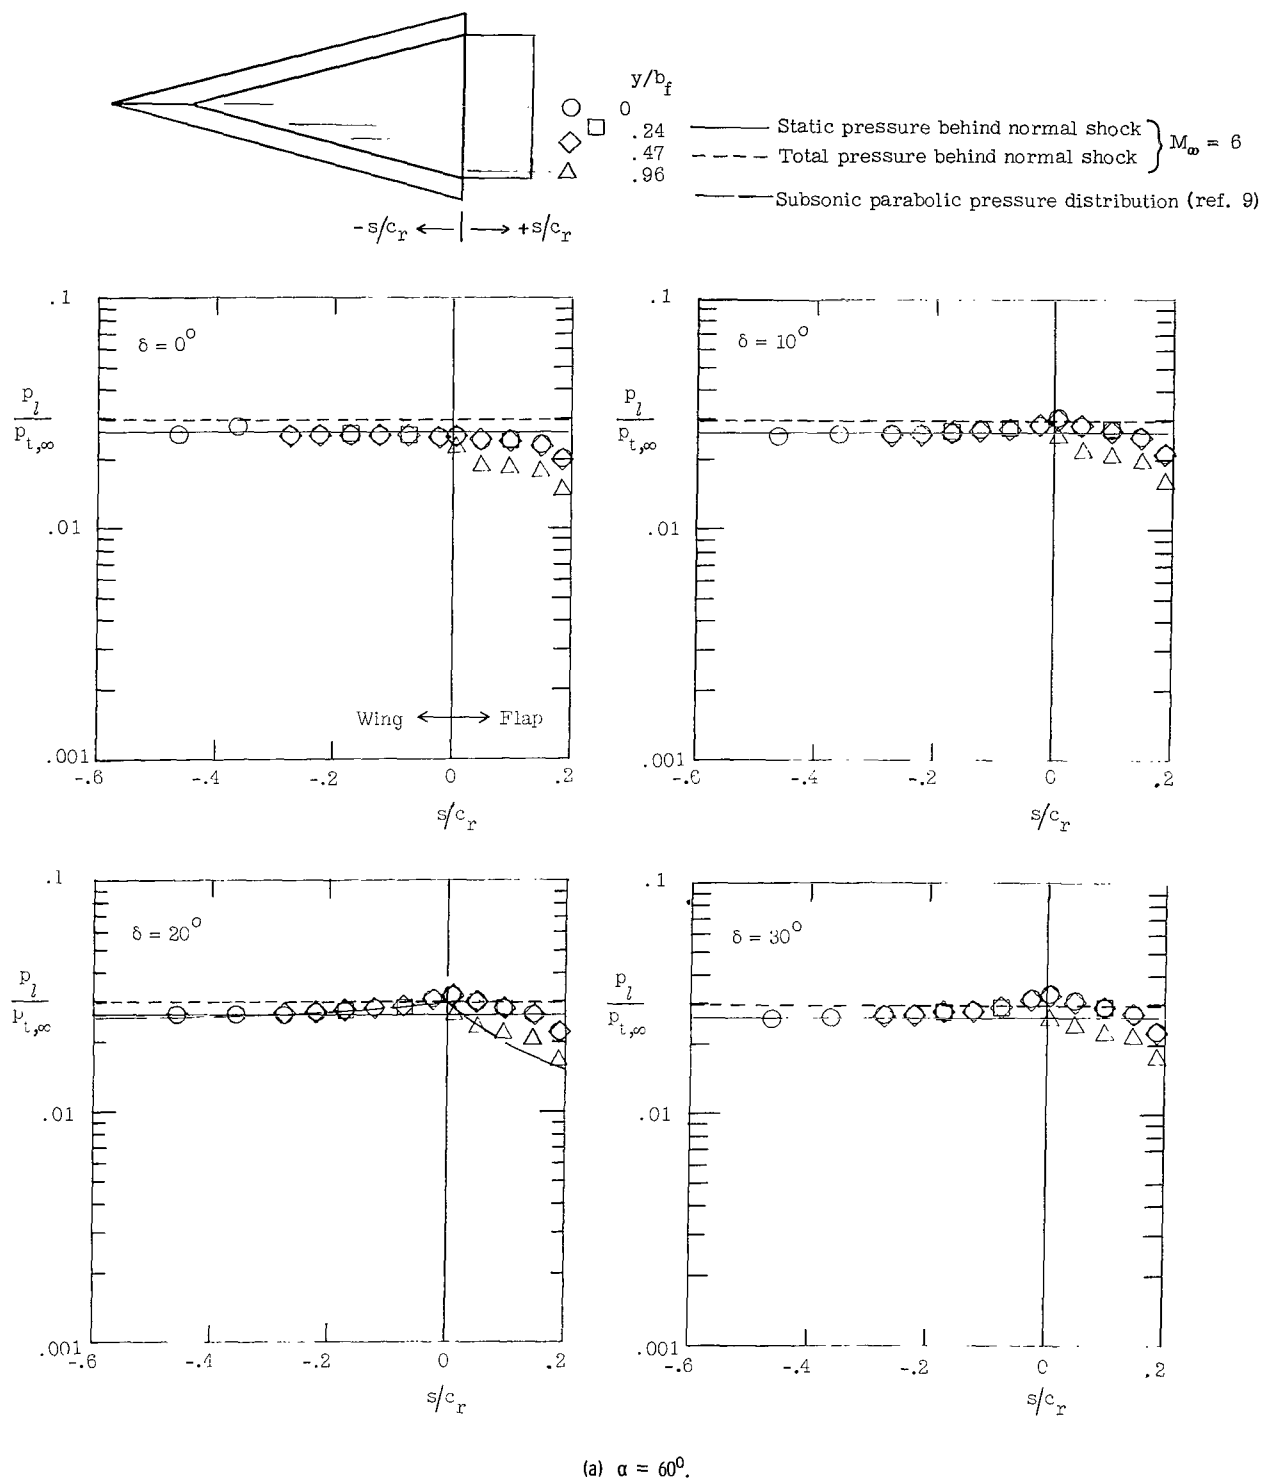 y/b_f
0
.24
.47
.96
Static pressure behind normal shock
Total pressure behind normal shock
M_∞ = 6
Subsonic parabolic pressure distribution (ref. 9)
-s/c_r ← → +s/c_r
.1
δ = 0°
p_l / p_t,∞
.01
Wing ← → Flap
.001
-.6 -.4 -.2 0 .2
s/c_r
.1
δ = 10°
p_l / p_t,∞
.01
.001
-.6 -.4 -.2 0 .2
s/c_r
.1
δ = 20°
p_l / p_t,∞
.01
.001
-.6 -.4 -.2 0 .2
s/c_r
.1
δ = 30°
p_l / p_t,∞
.01
.001
-.6 -.4 -.2 0 .2
s/c_r
(a) α = 60°.